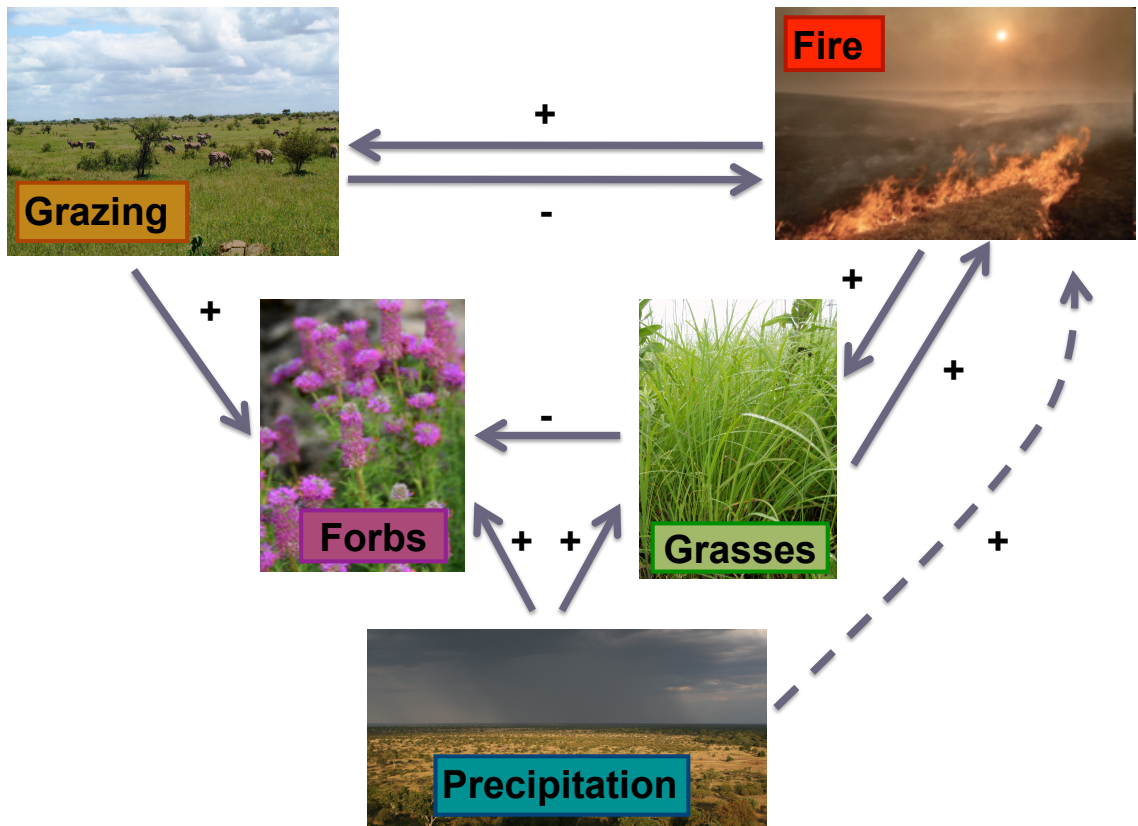 Fire
+
Grazing
-
+
+
+
-
Forbs
+ +
Grasses
+
Precipitation